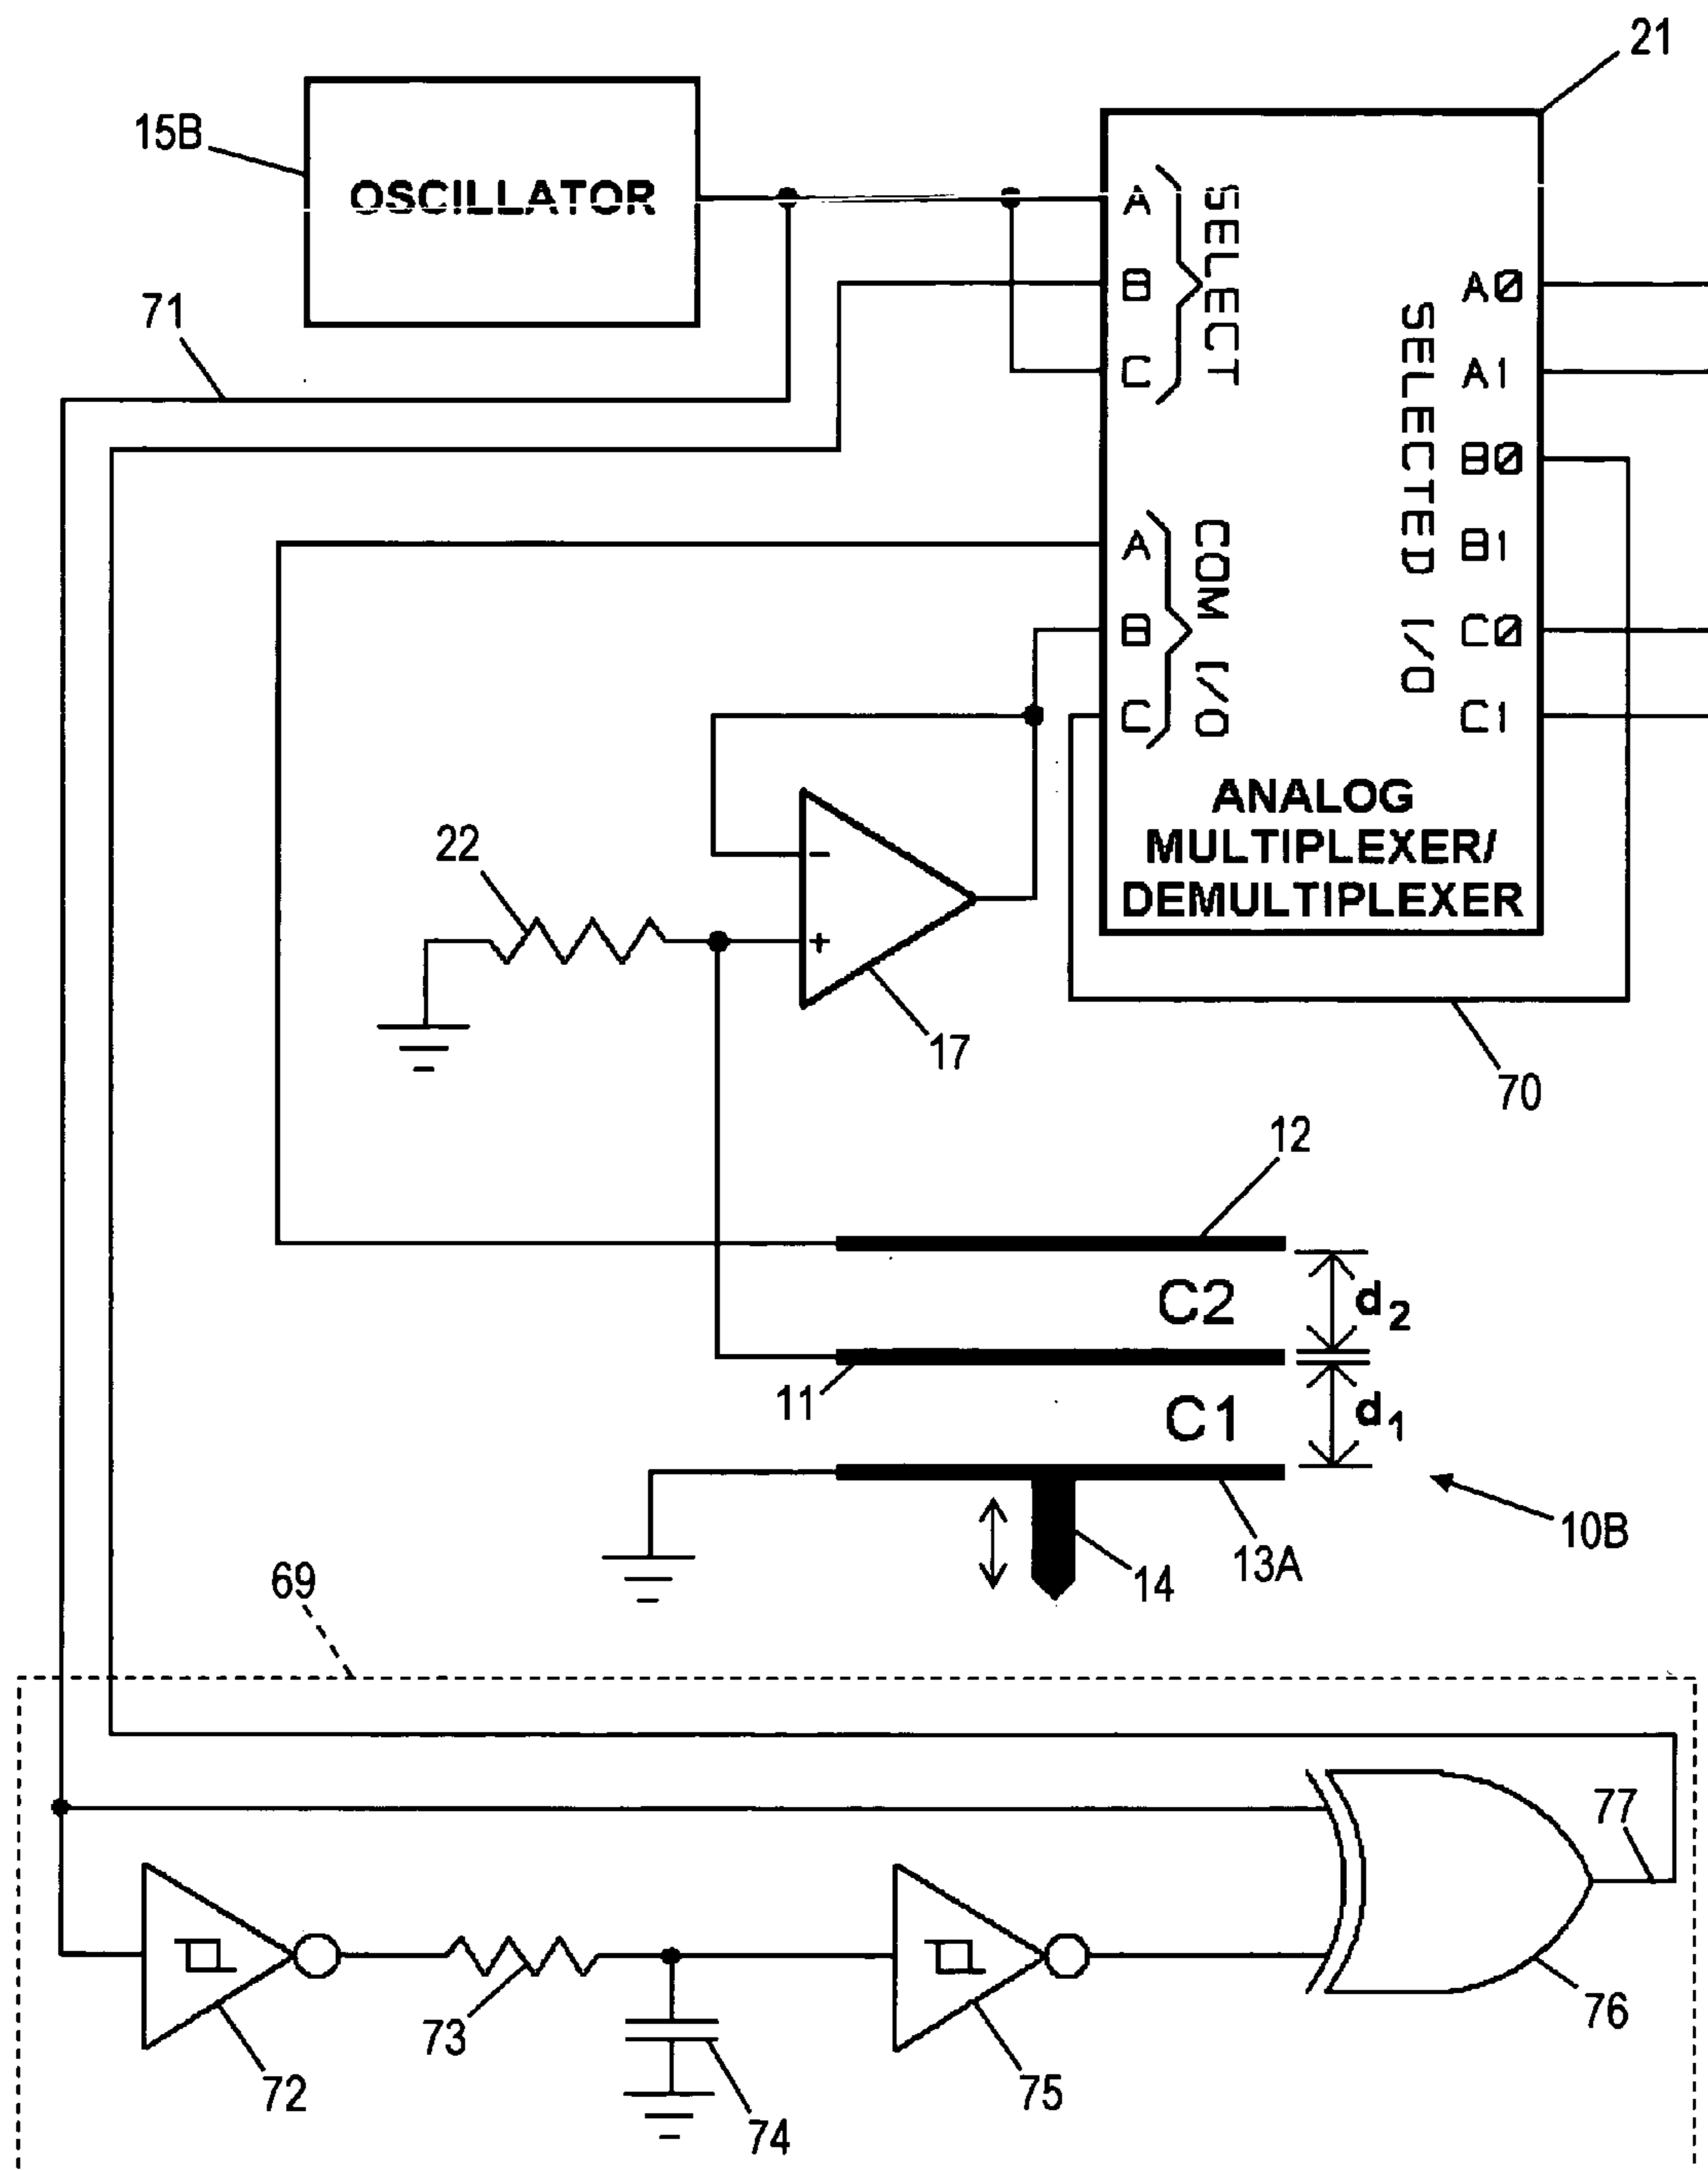 21
15B
OSCILLATOR
A
B
C
SELECT
A0
A1
B0
B1
C0
C1
SELECTED I/O
71
A
B
C
COM I/O
ANALOG
MULTIPLEXER/
DEMULTIPLEXER
22
-
+
17
70
12
C2
d2
11
C1
d1
10B
13A
14
69
77
76
72
73
74
75